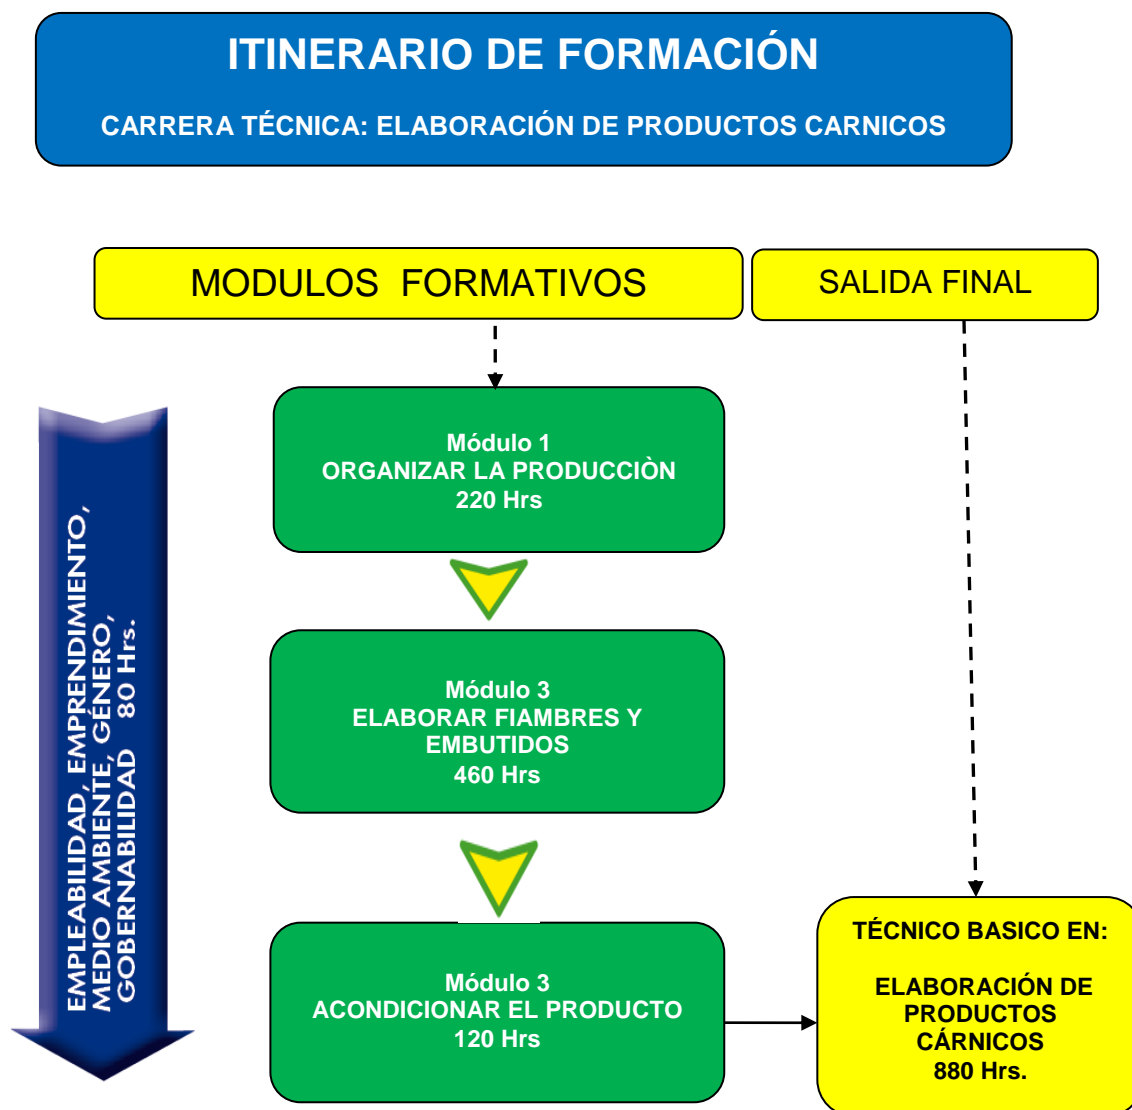 ITINERARIO DE FORMACIÓN
CARRERA TÉCNICA: ELABORACIÓN DE PRODUCTOS CARNICOS
MODULOS  FORMATIVOS
SALIDA FINAL
EMPLEABILIDAD, EMPRENDIMIENTO,
MEDIO AMBIENTE, GÉNERO,
GOBERNABILIDAD   80 Hrs.
Módulo 1
ORGANIZAR LA PRODUCCIÒN
220 Hrs
Módulo 3
ELABORAR FIAMBRES Y
EMBUTIDOS
460 Hrs
Módulo 3
ACONDICIONAR EL PRODUCTO
120 Hrs
TÉCNICO BASICO EN:
ELABORACIÓN DE
PRODUCTOS
CÁRNICOS
880 Hrs.